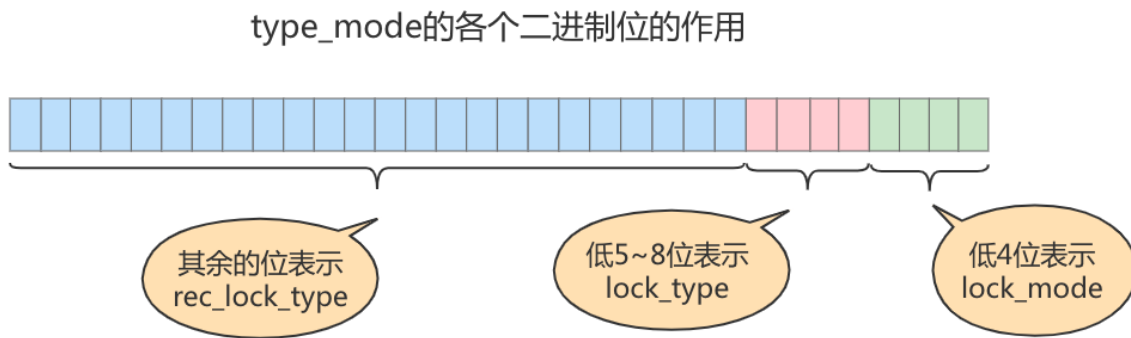 type_mode的各个二进制位的作用
其余的位表示
rec_lock_type
低5~8位表示
lock_type
低4位表示
lock_mode